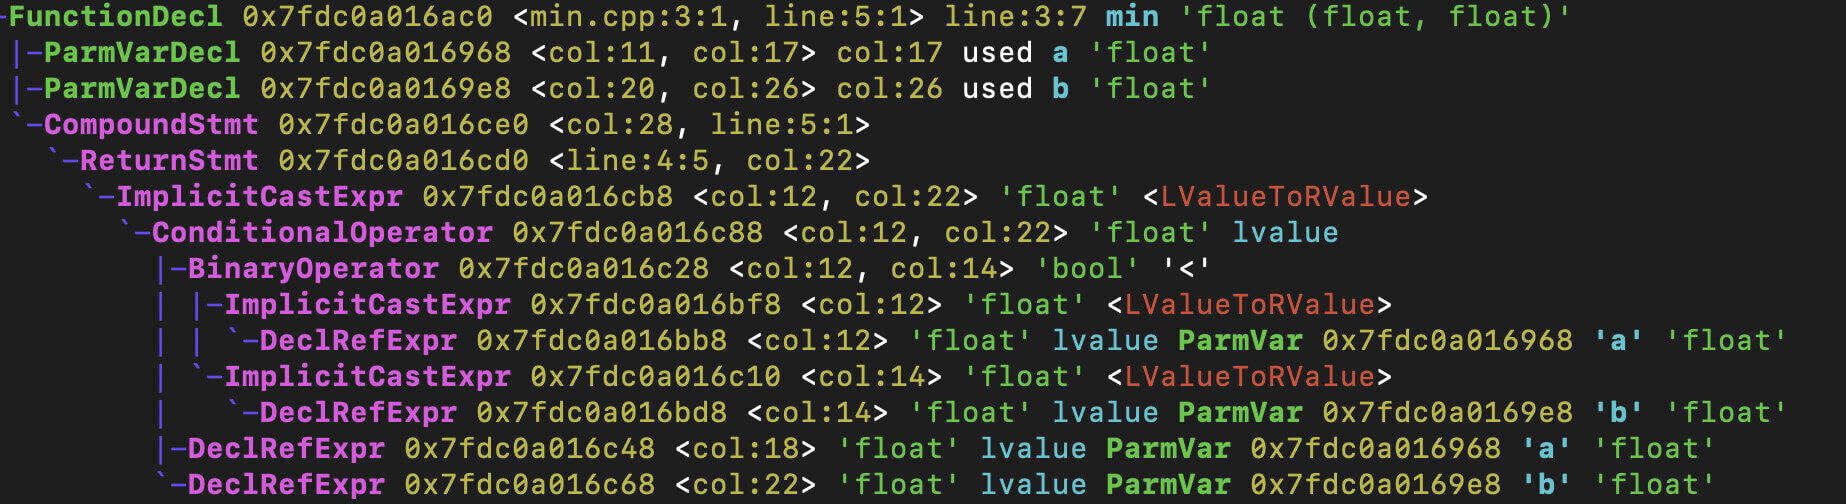 -FunctionDecl 0x7fdc0a016ac0 <min.cpp:3:1, line:5:1> line:3:7 min 'float (float, float)'
|-ParmVarDecl 0x7fdc0a016968 <col:11, col:17> col:17 used a 'float'
|-ParmVarDecl 0x7fdc0a0169e8 <col:20, col:26> col:26 used b 'float'
`-CompoundStmt 0x7fdc0a016ce0 <col:28, line:5:1>
  `-ReturnStmt 0x7fdc0a016cd0 <line:4:5, col:22>
    `-ImplicitCastExpr 0x7fdc0a016cb8 <col:12, col:22> 'float' <LValueToRValue>
      `-ConditionalOperator 0x7fdc0a016c88 <col:12, col:22> 'float' lvalue
        |-BinaryOperator 0x7fdc0a016c28 <col:12, col:14> 'bool' '<'
        | |-ImplicitCastExpr 0x7fdc0a016bf8 <col:12> 'float' <LValueToRValue>
        | | `-DeclRefExpr 0x7fdc0a016bb8 <col:12> 'float' lvalue ParmVar 0x7fdc0a016968 'a' 'float'
        | `-ImplicitCastExpr 0x7fdc0a016c10 <col:14> 'float' <LValueToRValue>
        |   `-DeclRefExpr 0x7fdc0a016bd8 <col:14> 'float' lvalue ParmVar 0x7fdc0a0169e8 'b' 'float'
        |-DeclRefExpr 0x7fdc0a016c48 <col:18> 'float' lvalue ParmVar 0x7fdc0a016968 'a' 'float'
        `-DeclRefExpr 0x7fdc0a016c68 <col:22> 'float' lvalue ParmVar 0x7fdc0a0169e8 'b' 'float'